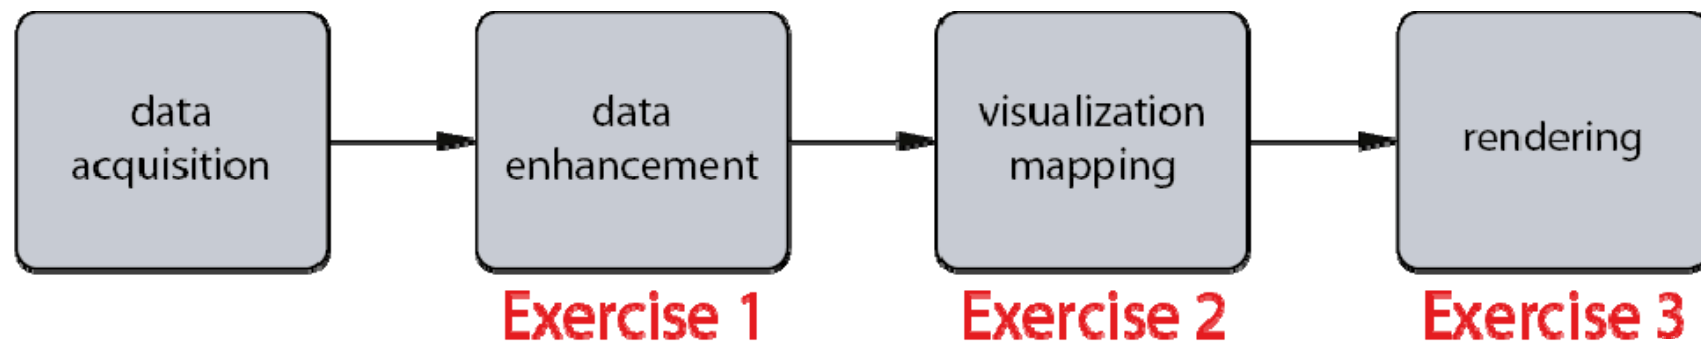 data
acquisition
data
enhancement
visualization
mapping
rendering
Exercise 1
Exercise 2
Exercise 3